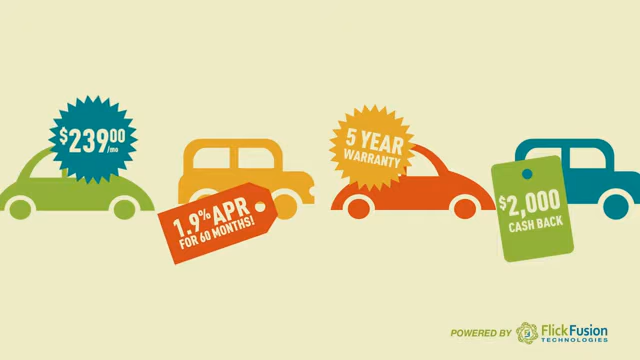 $239.00
/mo
1.9% APR
FOR 60 MONTHS!
5 YEAR
WARRANTY
$2,000
CASH BACK
POWERED BY FlickFusion
TECHNOLOGIES